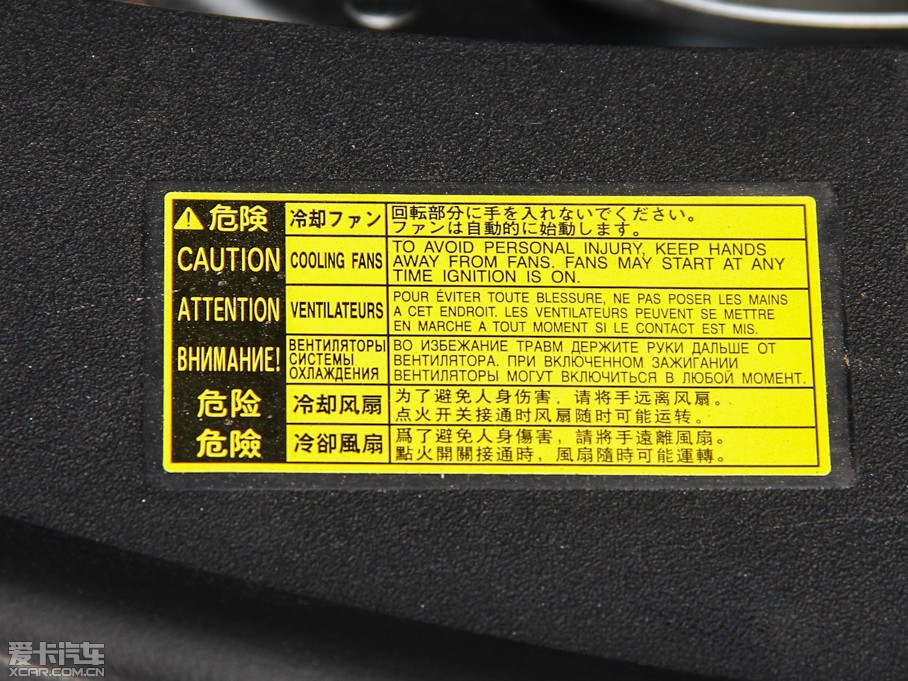 ⚠危険 冷却ファン 回転部分に手を入れないでください。
ファンは自動的に始動します。
CAUTION COOLING FANS TO AVOID PERSONAL INJURY, KEEP HANDS
AWAY FROM FANS. FANS MAY START AT ANY
TIME IGNITION IS ON.
ATTENTION VENTILATEURS POUR ÉVITER TOUTE BLESSURE, NE PAS POSER LES MAINS
A CET ENDROIT. LES VENTILATEURS PEUVENT SE METTRE
EN MARCHE A TOUT MOMENT SI LE CONTACT EST MIS.
ВНИМАНИЕ! ВЕНТИЛЯТОРЫ
СИСТЕМЫ
ОХЛАЖДЕНИЯ
ВО ИЗБЕЖАНИЕ ТРАВМ ДЕРЖИТЕ РУКИ ДАЛЬШЕ ОТ
ВЕНТИЛЯТОРА. ПРИ ВКЛЮЧЕННОМ ЗАЖИГАНИИ
ВЕНТИЛЯТОРЫ МОГУТ ВКЛЮЧИТЬСЯ В ЛЮБОЙ МОМЕНТ.
危险 冷却风扇 为了避免人身伤害，请将手远离风扇。
点火开关接通时风扇随时可能运转。
危險 冷卻風扇 爲了避免人身傷害，請將手遠離風扇。
點火開關接通時，風扇隨時可能運轉。
爱卡汽车
XCAR.COM.CN